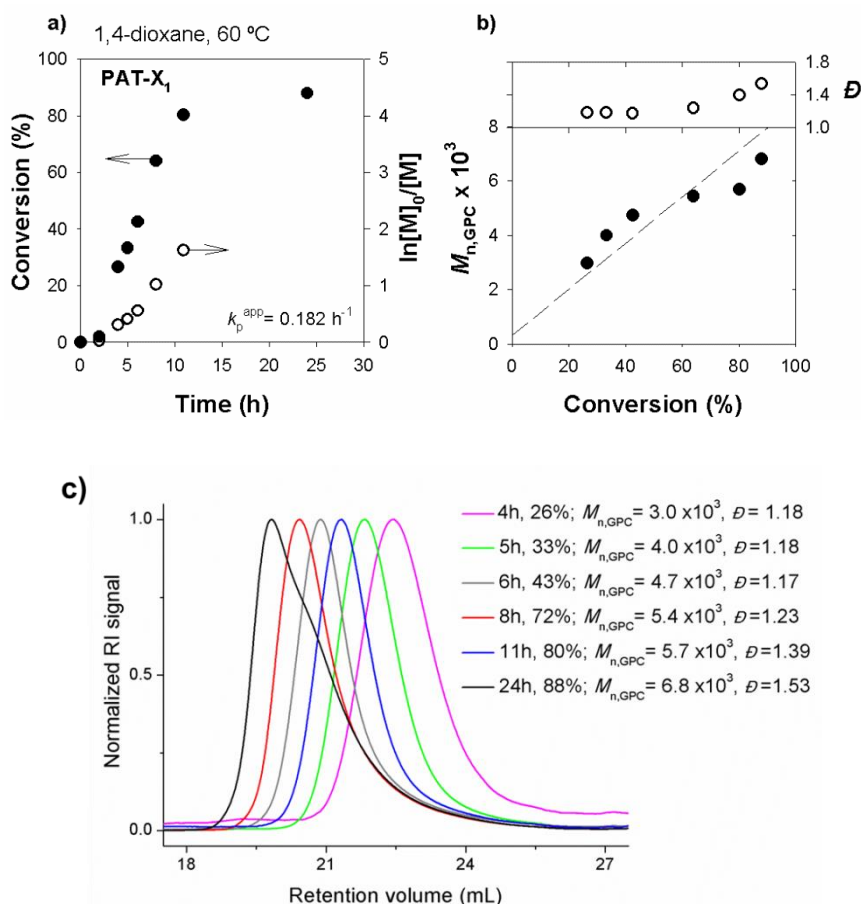 a)
1,4-dioxane, 60 ºC
PAT-X1
Conversion (%)
100
80
60
40
20
0
5
4
3
2
1
0
ln[M]0/[M]
kpapp= 0.182 h-1
0 5 10 15 20 25 30
Time (h)
b)
1.8
1.4
1.0
Đ
Mn,GPC x 103
8
6
4
2
0
0 20 40 60 80 100
Conversion (%)
c)
Normalized RI signal
1.0
0.5
0.0
4h, 26%; Mn,GPC= 3.0 x103, Đ = 1.18
5h, 33%; Mn,GPC= 4.0 x103, Đ = 1.18
6h, 43%; Mn,GPC= 4.7 x103, Đ =1.17
8h, 72%; Mn,GPC= 5.4 x103, Đ =1.23
11h, 80%; Mn,GPC= 5.7 x103, Đ =1.39
24h, 88%; Mn,GPC= 6.8 x103, Đ =1.53
18 21 24 27
Retention volume (mL)